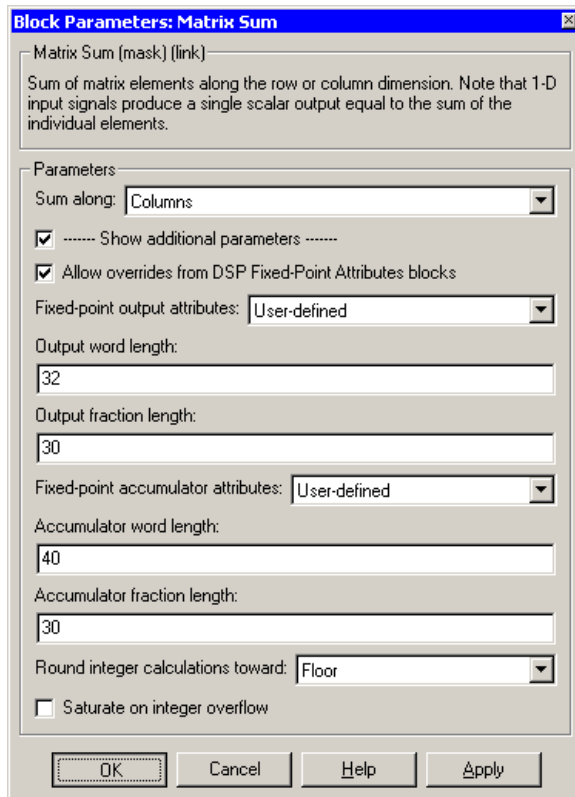 Block Parameters: Matrix Sum
Matrix Sum (mask) (link)
Sum of matrix elements along the row or column dimension. Note that 1-D
input signals produce a single scalar output equal to the sum of the
individual elements.
Parameters
Sum along: Columns
------- Show additional parameters -------
Allow overrides from DSP Fixed-Point Attributes blocks
Fixed-point output attributes: User-defined
Output word length:
32
Output fraction length:
30
Fixed-point accumulator attributes: User-defined
Accumulator word length:
40
Accumulator fraction length:
30
Round integer calculations toward: Floor
Saturate on integer overflow
OK Cancel Help Apply